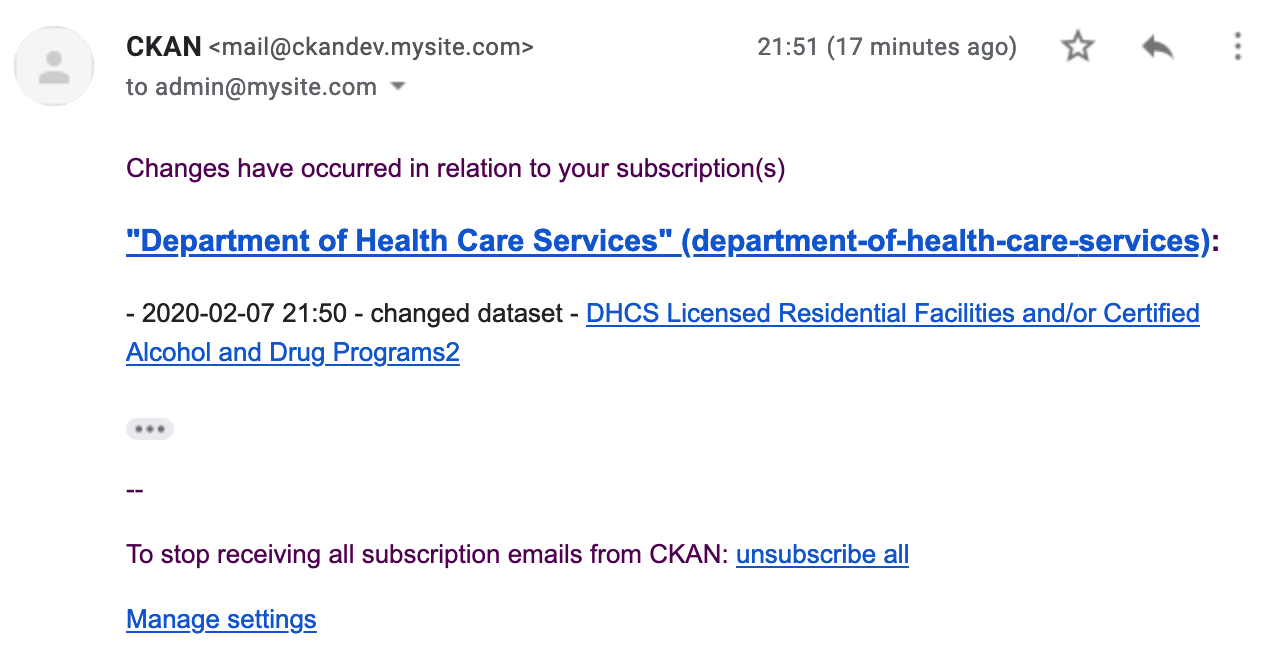 CKAN <mail@ckandev.mysite.com> 21:51 (17 minutes ago)
to admin@mysite.com
Changes have occurred in relation to your subscription(s)
"Department of Health Care Services" (department-of-health-care-services):
- 2020-02-07 21:50 - changed dataset - DHCS Licensed Residential Facilities and/or Certified
Alcohol and Drug Programs2
--
To stop receiving all subscription emails from CKAN: unsubscribe all
Manage settings